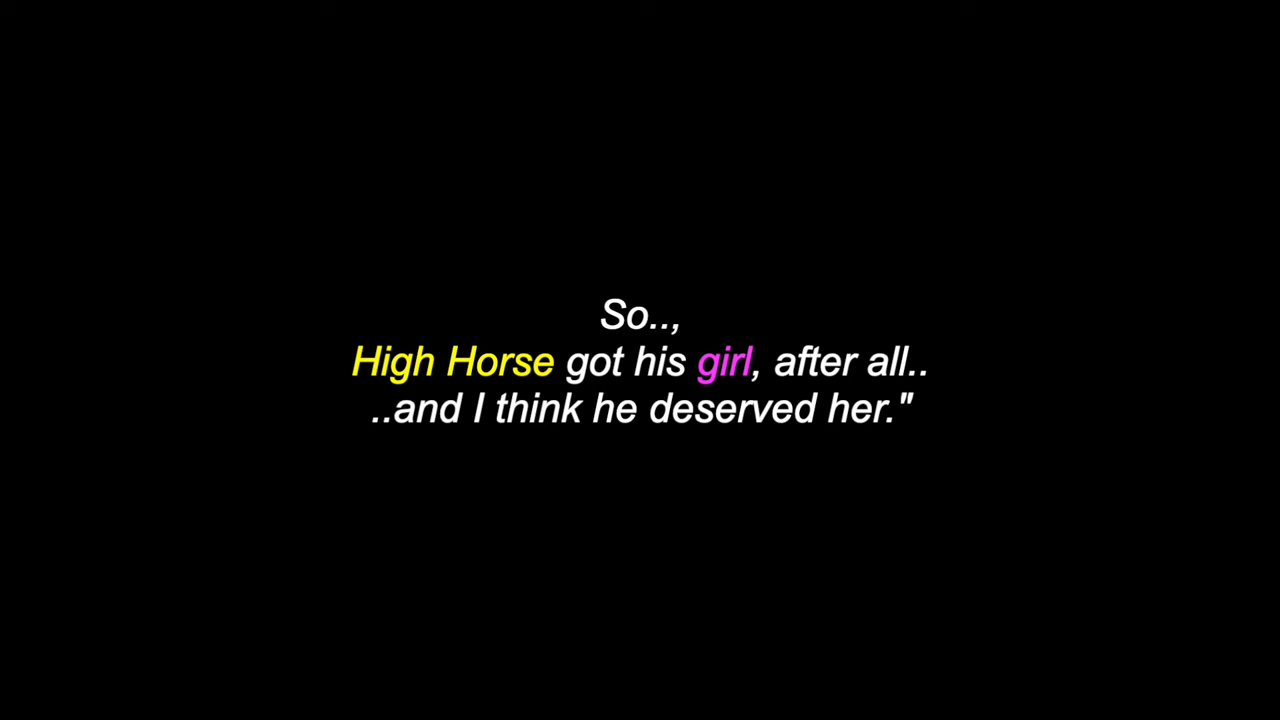 So..,
High Horse got his girl, after all..
..and I think he deserved her."